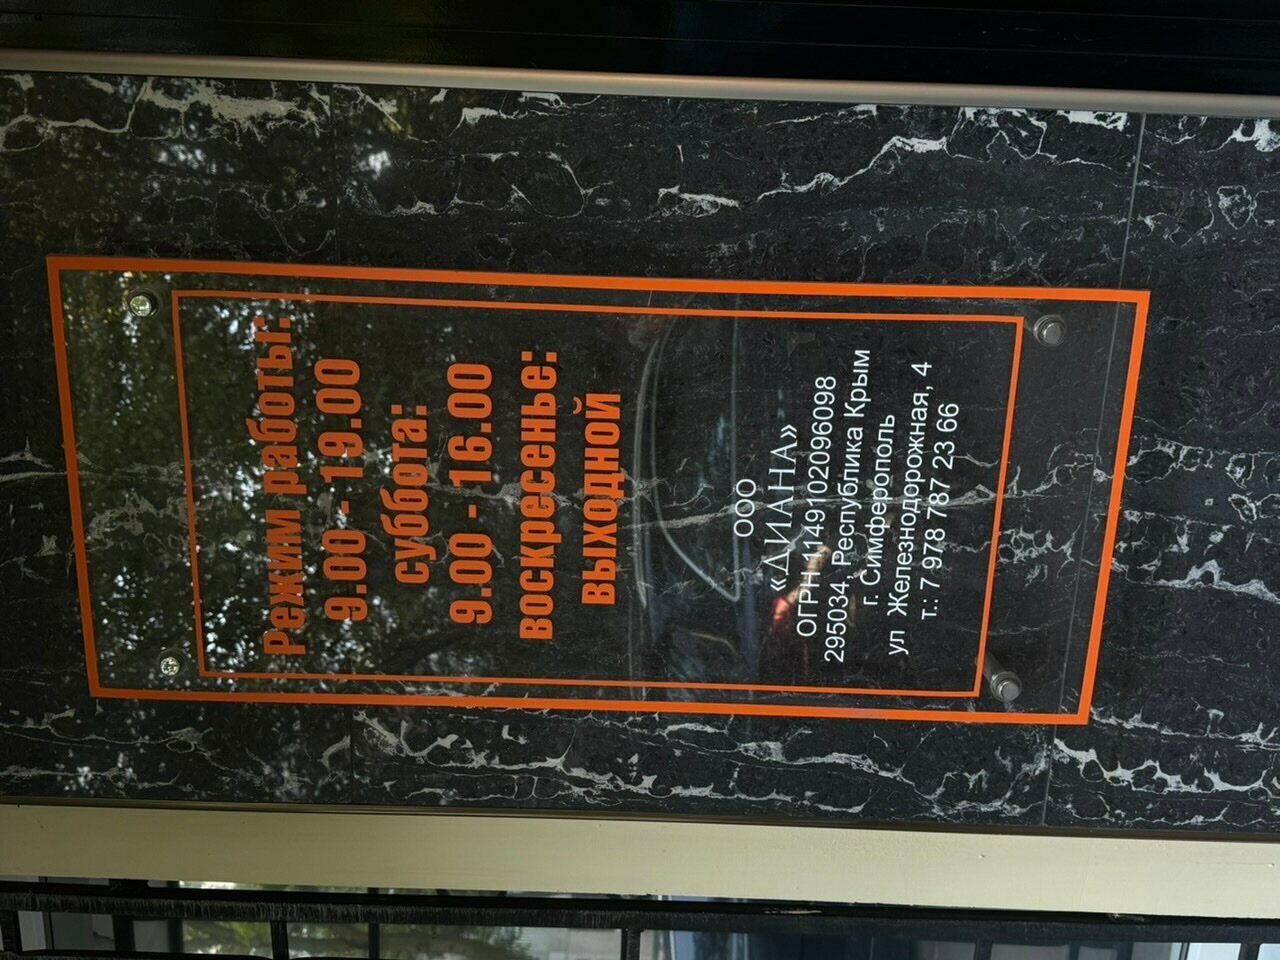 Режим работы:
9.00 - 19.00
суббота:
9.00 - 16.00
воскресенье:
выходной
ООО
«ДИАНА»
ОГРН 1149102096098
295034, Республика Крым
г. Симферополь
ул Железнодорожная, 4
т.: 7 978 787 23 66